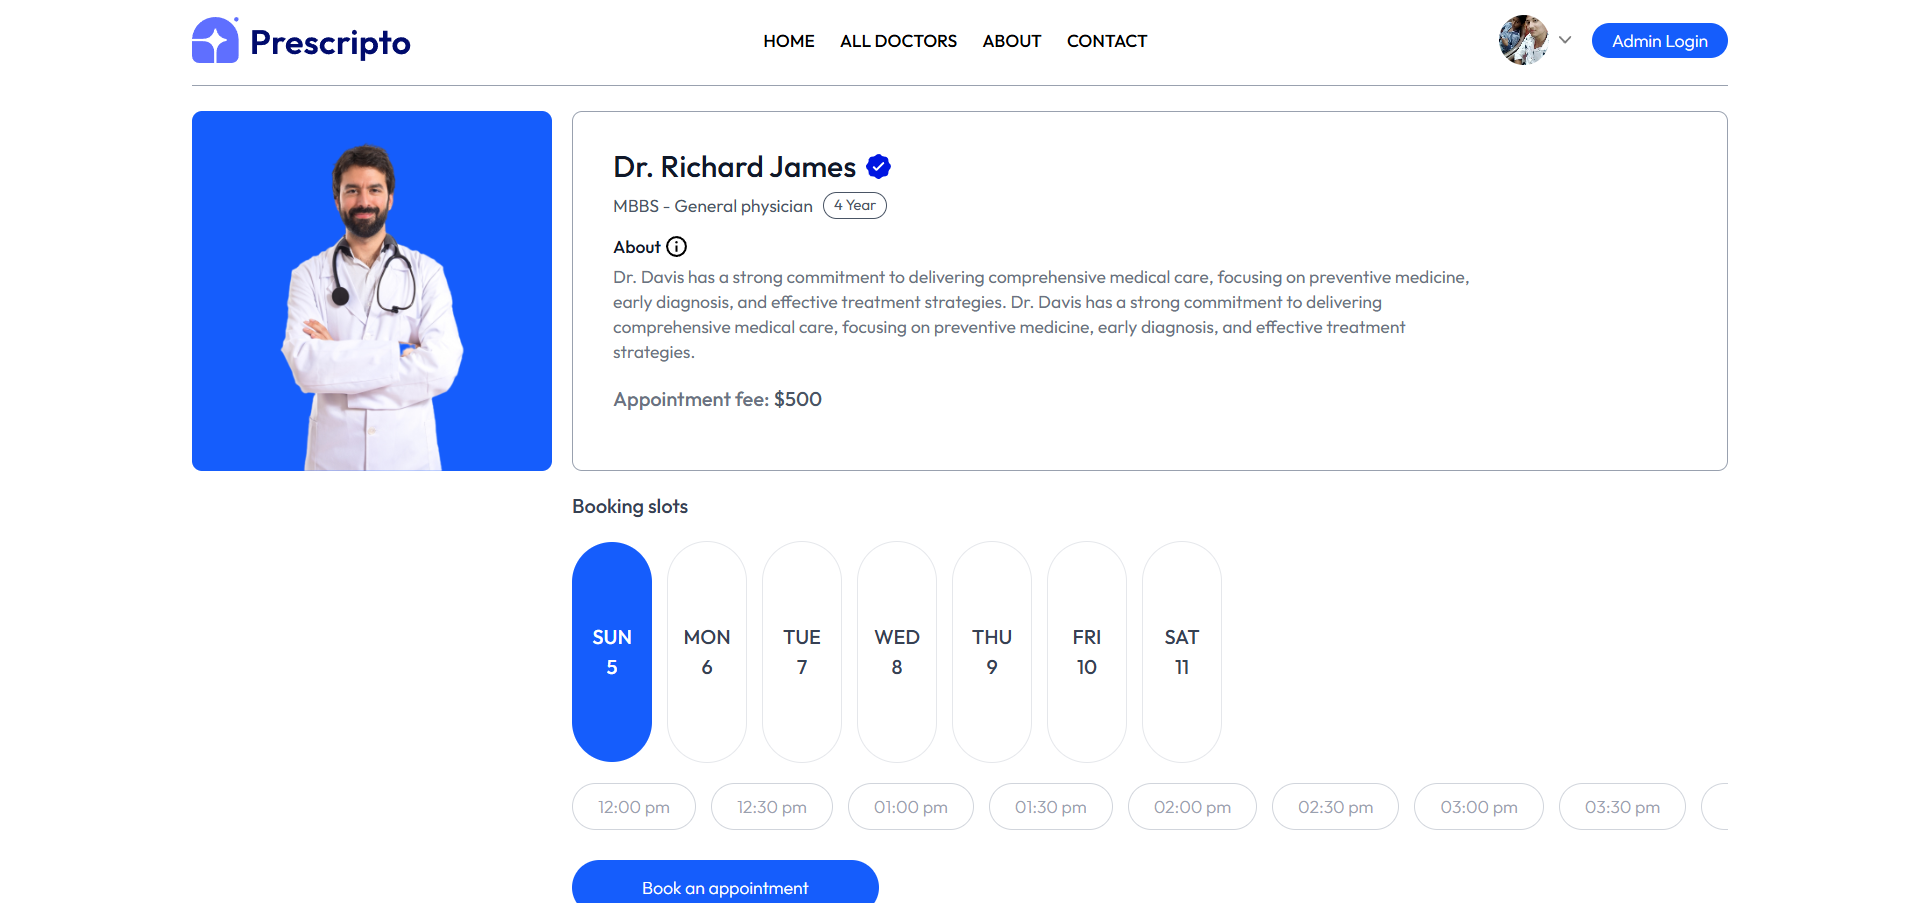 Prescripto
HOME ALL DOCTORS ABOUT CONTACT
Admin Login
Dr. Richard James
MBBS - General physician 4 Year
About
Dr. Davis has a strong commitment to delivering comprehensive medical care, focusing on preventive medicine,
early diagnosis, and effective treatment strategies. Dr. Davis has a strong commitment to delivering
comprehensive medical care, focusing on preventive medicine, early diagnosis, and effective treatment
strategies.
Appointment fee: $500
Booking slots
SUN MON TUE WED THU FRI SAT
5 6 7 8 9 10 11
12:00 pm 12:30 pm 01:00 pm 01:30 pm 02:00 pm 02:30 pm 03:00 pm 03:30 pm
Book an appointment